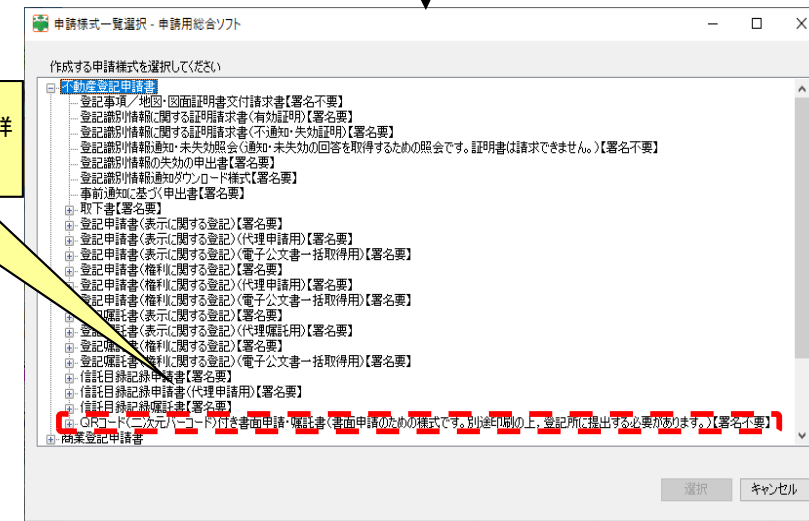 申請様式一覧選択 - 申請用総合ソフト
作成する申請様式を選択してください
不動産登記申請書
登記事項／地図・図面証明書交付請求書【署名不要】
登記識別情報に関する証明請求書(有効証明)【署名要】
登記識別情報に関する証明請求書(不通知・失効証明)【署名要】
登記識別情報通知・未失効照会(通知・未失効の回答を取得するための照会です。証明書は請求できません。)【署名不要】
登記識別情報の失効の申出書【署名要】
登記識別情報通知ダウンロード様式【署名要】
様
事前通知に基づく申出書【署名要】
取下書【署名要】
登記申請書(表示に関する登記)【署名要】
登記申請書(表示に関する登記)(代理申請用)【署名要】
登記申請書(表示に関する登記)(電子公文書一括取得用)【署名要】
登記申請書(権利に関する登記)【署名要】
登記申請書(権利に関する登記)(代理申請用)【署名要】
登記申請書(権利に関する登記)(電子公文書一括取得用)【署名要】
嘱託書(表示に関する登記)【署名要】
登記嘱託書(表示に関する登記)(代理嘱託用)【署名要】
登記嘱託書(権利に関する登記)【署名要】
登記嘱託書(権利に関する登記)(電子公文書一括取得用)【署名要】
信託目録記録申請書【署名要】
信託目録記録申請書(代理申請用)【署名要】
信託目録記録嘱託書【署名要】
QRコード(二次元バーコード)付き書面申請・嘱託書(書面申請のための様式です。別途印刷の上，登記所に提出する必要があります。)【署名不要】
商業登記申請書
選択
キャンセル